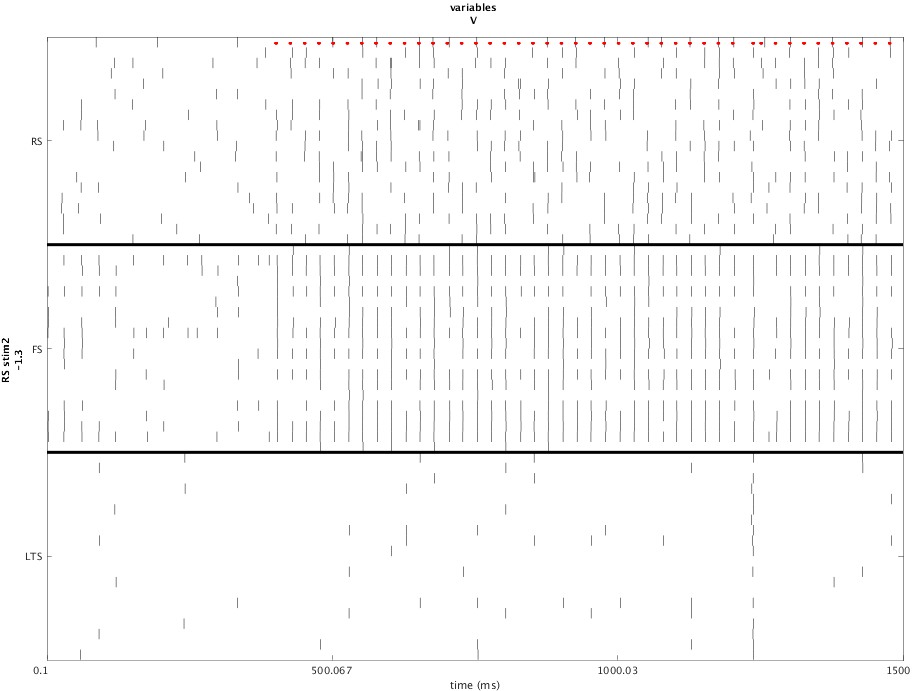 variables
V
RS
FS
LTS
RS stim2
-1.3
0.1
500.067
1000.03
1500
time (ms)